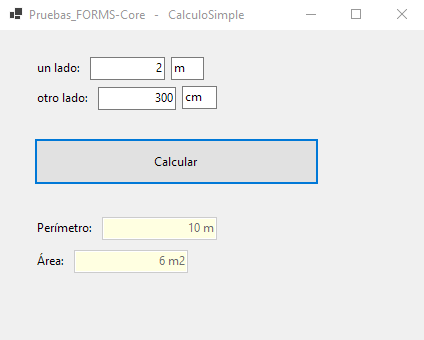 Pruebas_FORMS-Core - CalculoSimple
un lado: 2 m
otro lado: 300 cm
Calcular
Perímetro: 10 m
Área: 6 m2